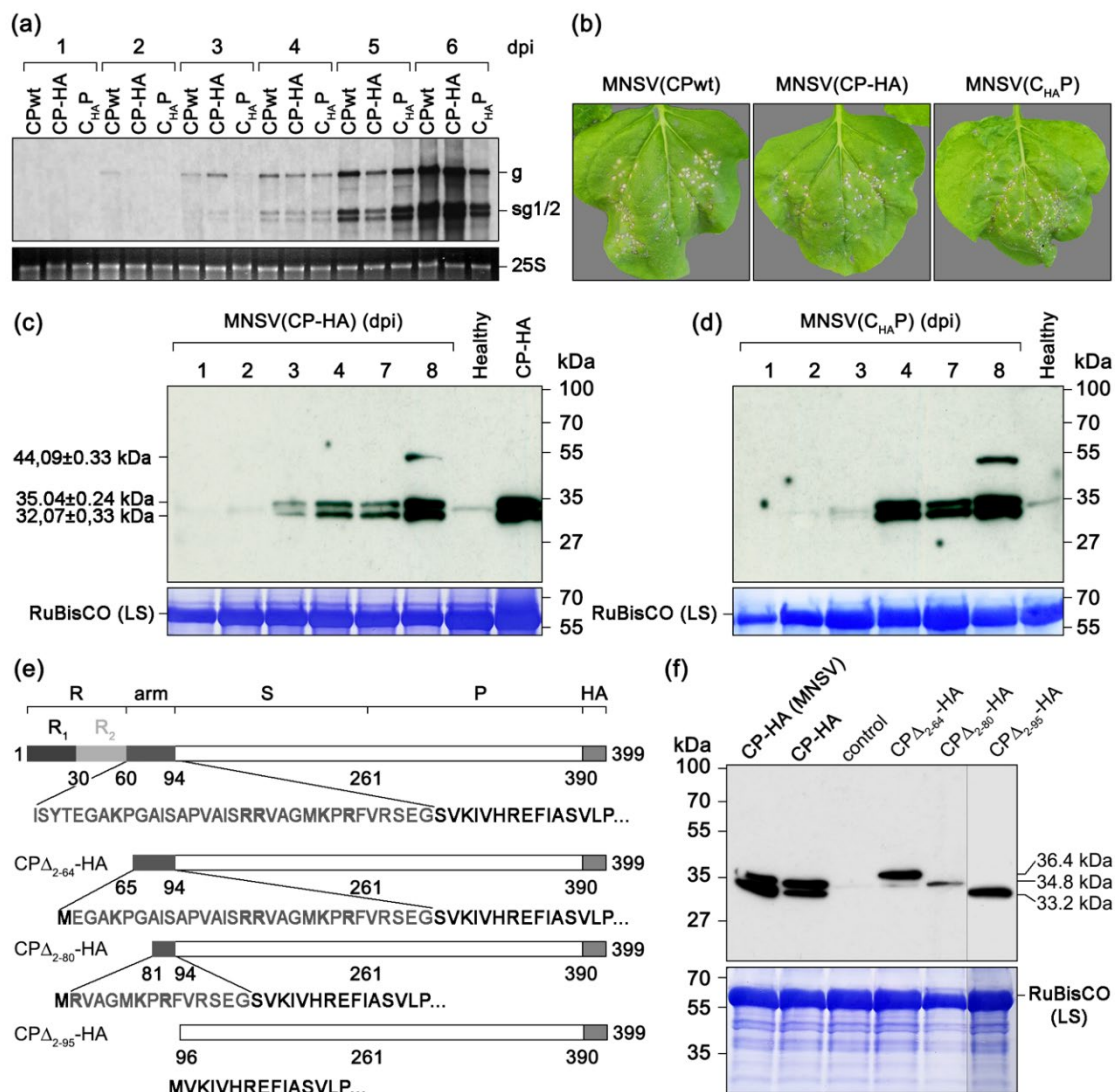 (a)
1 2 3 4 5 6 dpi
CPwt CP-HA C_HAP CPwt CP-HA C_HAP CPwt CP-HA C_HAP CPwt CP-HA C_HAP CPwt CP-HA C_HAP CPwt CP-HA C_HAP
g
sg1/2
25S
(b)
MNSV(CPwt) MNSV(CP-HA) MNSV(C_HAP)
(c)
MNSV(CP-HA) (dpi)
1 2 3 4 7 8 Healthy CP-HA
kDa
100
70
55
35
27
44,09±0.33 kDa
35.04±0.24 kDa
32,07±0,33 kDa
RuBisCO (LS)
70
55
(d)
MNSV(C_HAP) (dpi)
1 2 3 4 7 8 Healthy
kDa
100
70
55
35
27
RuBisCO (LS)
70
55
(e)
R arm S P HA
R1 R2
1 399
30 60 94 261 390
ISYTEGAKPGAISAPVAISRRVAGMKPRFVRSEGSVKIVHREFIASVLP...
CPΔ2-64-HA 399
65 94 261 390
MEGAKPGAISAPVAISRRVAGMKPRFVRSEGSVKIVHREFIASVLP...
CPΔ2-80-HA 399
81 94 261 390
MRVAGMKPRFVRSEGSVKIVHREFIASVLP...
CPΔ2-95-HA 399
96 261 390
MVKIVHREFIASVLP...
(f)
CP-HA (MNSV) CP-HA control CPΔ2-64-HA CPΔ2-80-HA CPΔ2-95-HA
kDa
100
70
55
35
27
36.4 kDa
34.8 kDa
33.2 kDa
70
55
35
RuBisCO
(LS)